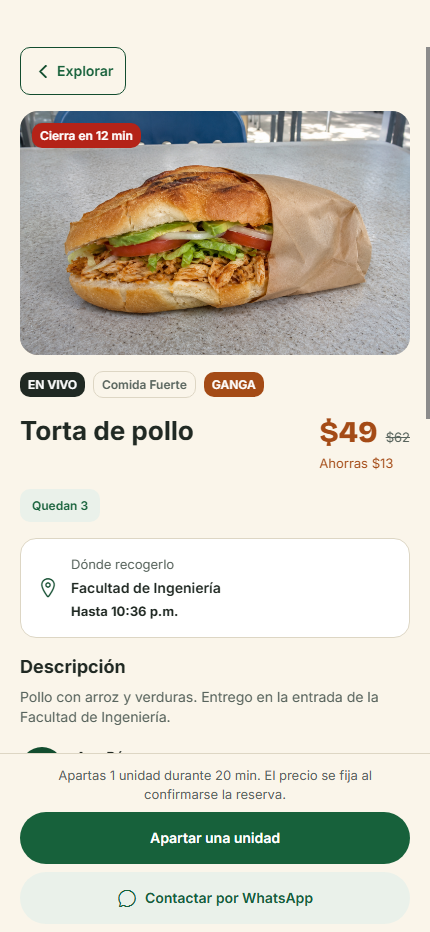 Explorar
Cierra en 12 min
EN VIVO
Comida Fuerte
GANGA
Torta de pollo
$49 $62
Ahorras $13
Quedan 3
Dónde recogerlo
Facultad de Ingeniería
Hasta 10:36 p.m.
Descripción
Pollo con arroz y verduras. Entrego en la entrada de la
Facultad de Ingeniería.
Apartas 1 unidad durante 20 min. El precio se fija al
confirmarse la reserva.
Apartar una unidad
Contactar por WhatsApp